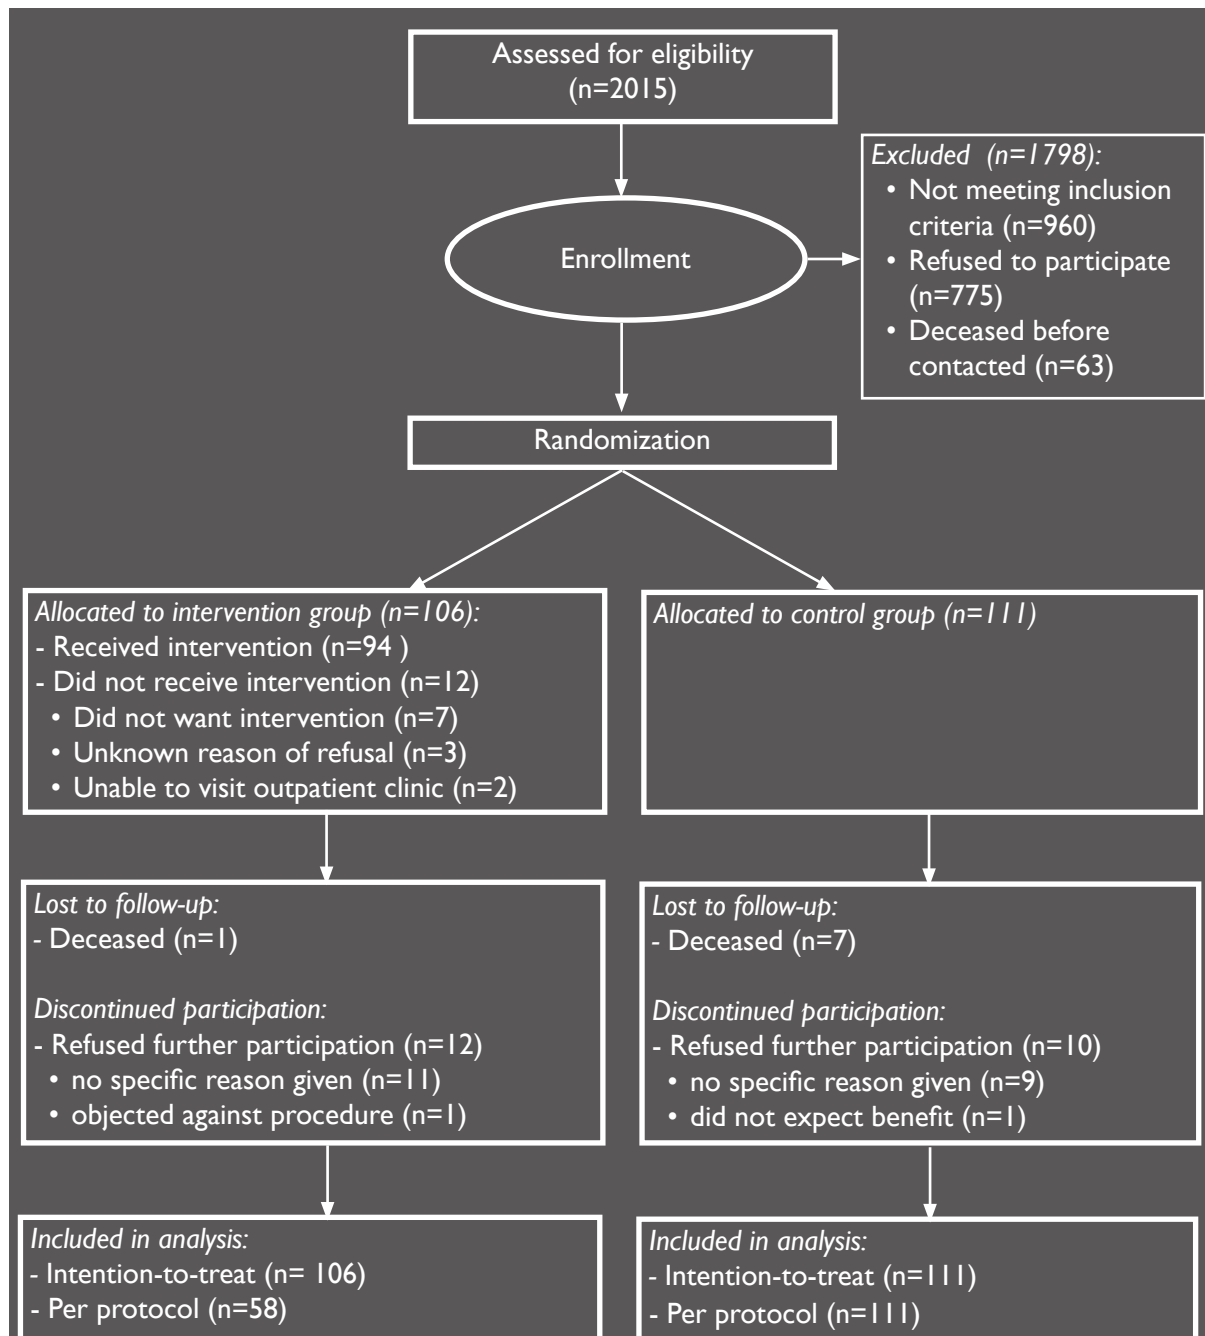 Assessed for eligibility
(n=2015)
Excluded (n=1798):
• Not meeting inclusion
criteria (n=960)
• Refused to participate
(n=775)
• Deceased before
contacted (n=63)
Enrollment
Randomization
Allocated to intervention group (n=106):
- Received intervention (n=94 )
- Did not receive intervention (n=12)
• Did not want intervention (n=7)
• Unknown reason of refusal (n=3)
• Unable to visit outpatient clinic (n=2)
Allocated to control group (n=111)
Lost to follow-up:
- Deceased (n=1)
Discontinued participation:
- Refused further participation (n=12)
• no specific reason given (n=11)
• objected against procedure (n=1)
Lost to follow-up:
- Deceased (n=7)
Discontinued participation:
- Refused further participation (n=10)
• no specific reason given (n=9)
• did not expect benefit (n=1)
Included in analysis:
- Intention-to-treat (n= 106)
- Per protocol (n=58)
Included in analysis:
- Intention-to-treat (n=111)
- Per protocol (n=111)